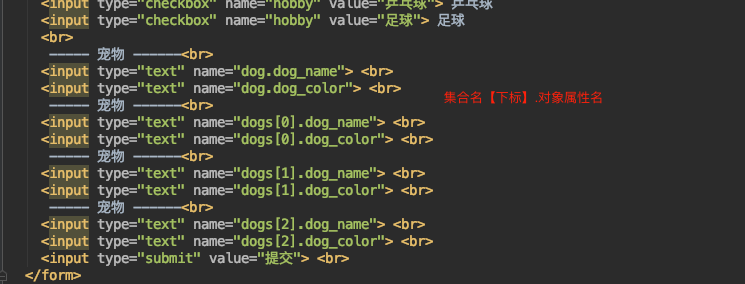 <input type="checkbox" name="hobby" value="乒乓球"> 乒乓球
<input type="checkbox" name="hobby" value="足球"> 足球
<br>
----- 宠物 ------<br>
<input type="text" name="dog.dog_name"> <br>
<input type="text" name="dog.dog_color"> <br>
集合名【下标】.对象属性名
----- 宠物 ------<br>
<input type="text" name="dogs[0].dog_name"> <br>
<input type="text" name="dogs[0].dog_color"> <br>
----- 宠物 ------<br>
<input type="text" name="dogs[1].dog_name"> <br>
<input type="text" name="dogs[1].dog_color"> <br>
----- 宠物 ------<br>
<input type="text" name="dogs[2].dog_name"> <br>
<input type="text" name="dogs[2].dog_color"> <br>
<input type="submit" value="提交"> <br>
</form>